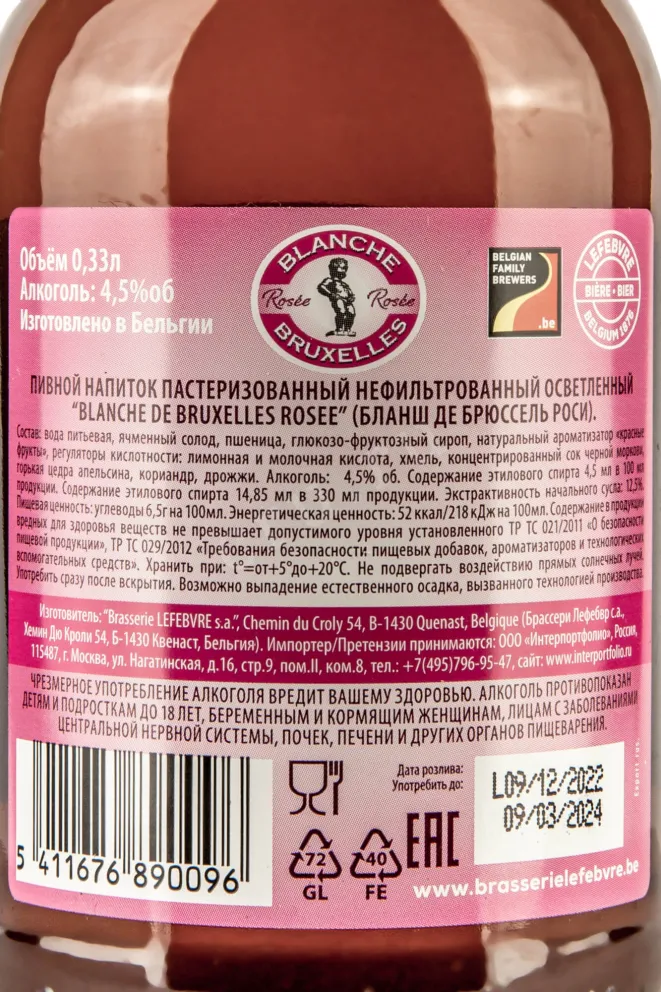 Объём 0,33л
Алкоголь: 4,5%об
Изготовлено в Бельгии
BLANCHE
Rosée Rosée
BRUXELLES
BELGIAN
FAMILY
BREWERS
.be
LEFEBVRE
BIÈRE • BIER
BELGIUM 1876
ПИВНОЙ НАПИТОК ПАСТЕРИЗОВАННЫЙ НЕФИЛЬТРОВАННЫЙ ОСВЕТЛЕННЫЙ
"BLANCHE DE BRUXELLES ROSEE" (БЛАНШ ДЕ БРЮССЕЛЬ РОСИ).
Состав: вода питьевая, ячменный солод, пшеница, глюкозо-фруктозный сироп, натуральный ароматизатор «красные
фрукты», регуляторы кислотности: лимонная и молочная кислота, хмель, концентрированный сок черной моркови,
горькая цедра апельсина, кориандр, дрожжи. Алкоголь: 4,5% об. Содержание этилового спирта 4,5 мл в 100 мл
продукции. Содержание этилового спирта 14,85 мл в 330 мл продукции. Экстрактивность начального сусла: 12,5%.
Пищевая ценность: углеводы 6,5г на 100мл. Энергетическая ценность: 52 ккал/218 кДж на 100мл. Содержание в продукции
вредных для здоровья веществ не превышает допустимого уровня установленного ТР ТС 021/2011 «О безопасности
пищевой продукции», ТР ТС 029/2012 «Требования безопасности пищевых добавок, ароматизаторов и технологических
вспомогательных средств». Хранить при: t°=от+5°до+20°С. Не подвергать воздействию прямых солнечных лучей.
Употребить сразу после вскрытия. Возможно выпадение естественного осадка, вызванного технологией производства.
Изготовитель: "Brasserie LEFEBVRE s.a.", Chemin du Croly 54, B-1430 Quenast, Belgique (Брассери Лефебвр с.а.,
Хемин Дю Кроли 54, Б-1430 Квенаст, Бельгия). Импортер/Претензии принимаются: ООО «Интерпортфолио», Россия,
115487, г. Москва, ул. Нагатинская, д.16, стр.9, пом.II, ком.8, тел.: +7(495)796-95-47, сайт: www.interportfolio.ru
ЧРЕЗМЕРНОЕ УПОТРЕБЛЕНИЕ АЛКОГОЛЯ ВРЕДИТ ВАШЕМУ ЗДОРОВЬЮ. АЛКОГОЛЬ ПРОТИВОПОКАЗАН
ДЕТЯМ И ПОДРОСТКАМ ДО 18 ЛЕТ, БЕРЕМЕННЫМ И КОРМЯЩИМ ЖЕНЩИНАМ, ЛИЦАМ С ЗАБОЛЕВАНИЯМИ
ЦЕНТРАЛЬНОЙ НЕРВНОЙ СИСТЕМЫ, ПОЧЕК, ПЕЧЕНИ И ДРУГИХ ОРГАНОВ ПИЩЕВАРЕНИЯ.
5 411676 890096
72
GL
40
FE
EAC
Дата розлива:
Употребить до:
L09/12/2022
09/03/2024
www.brasserielefebvre.be